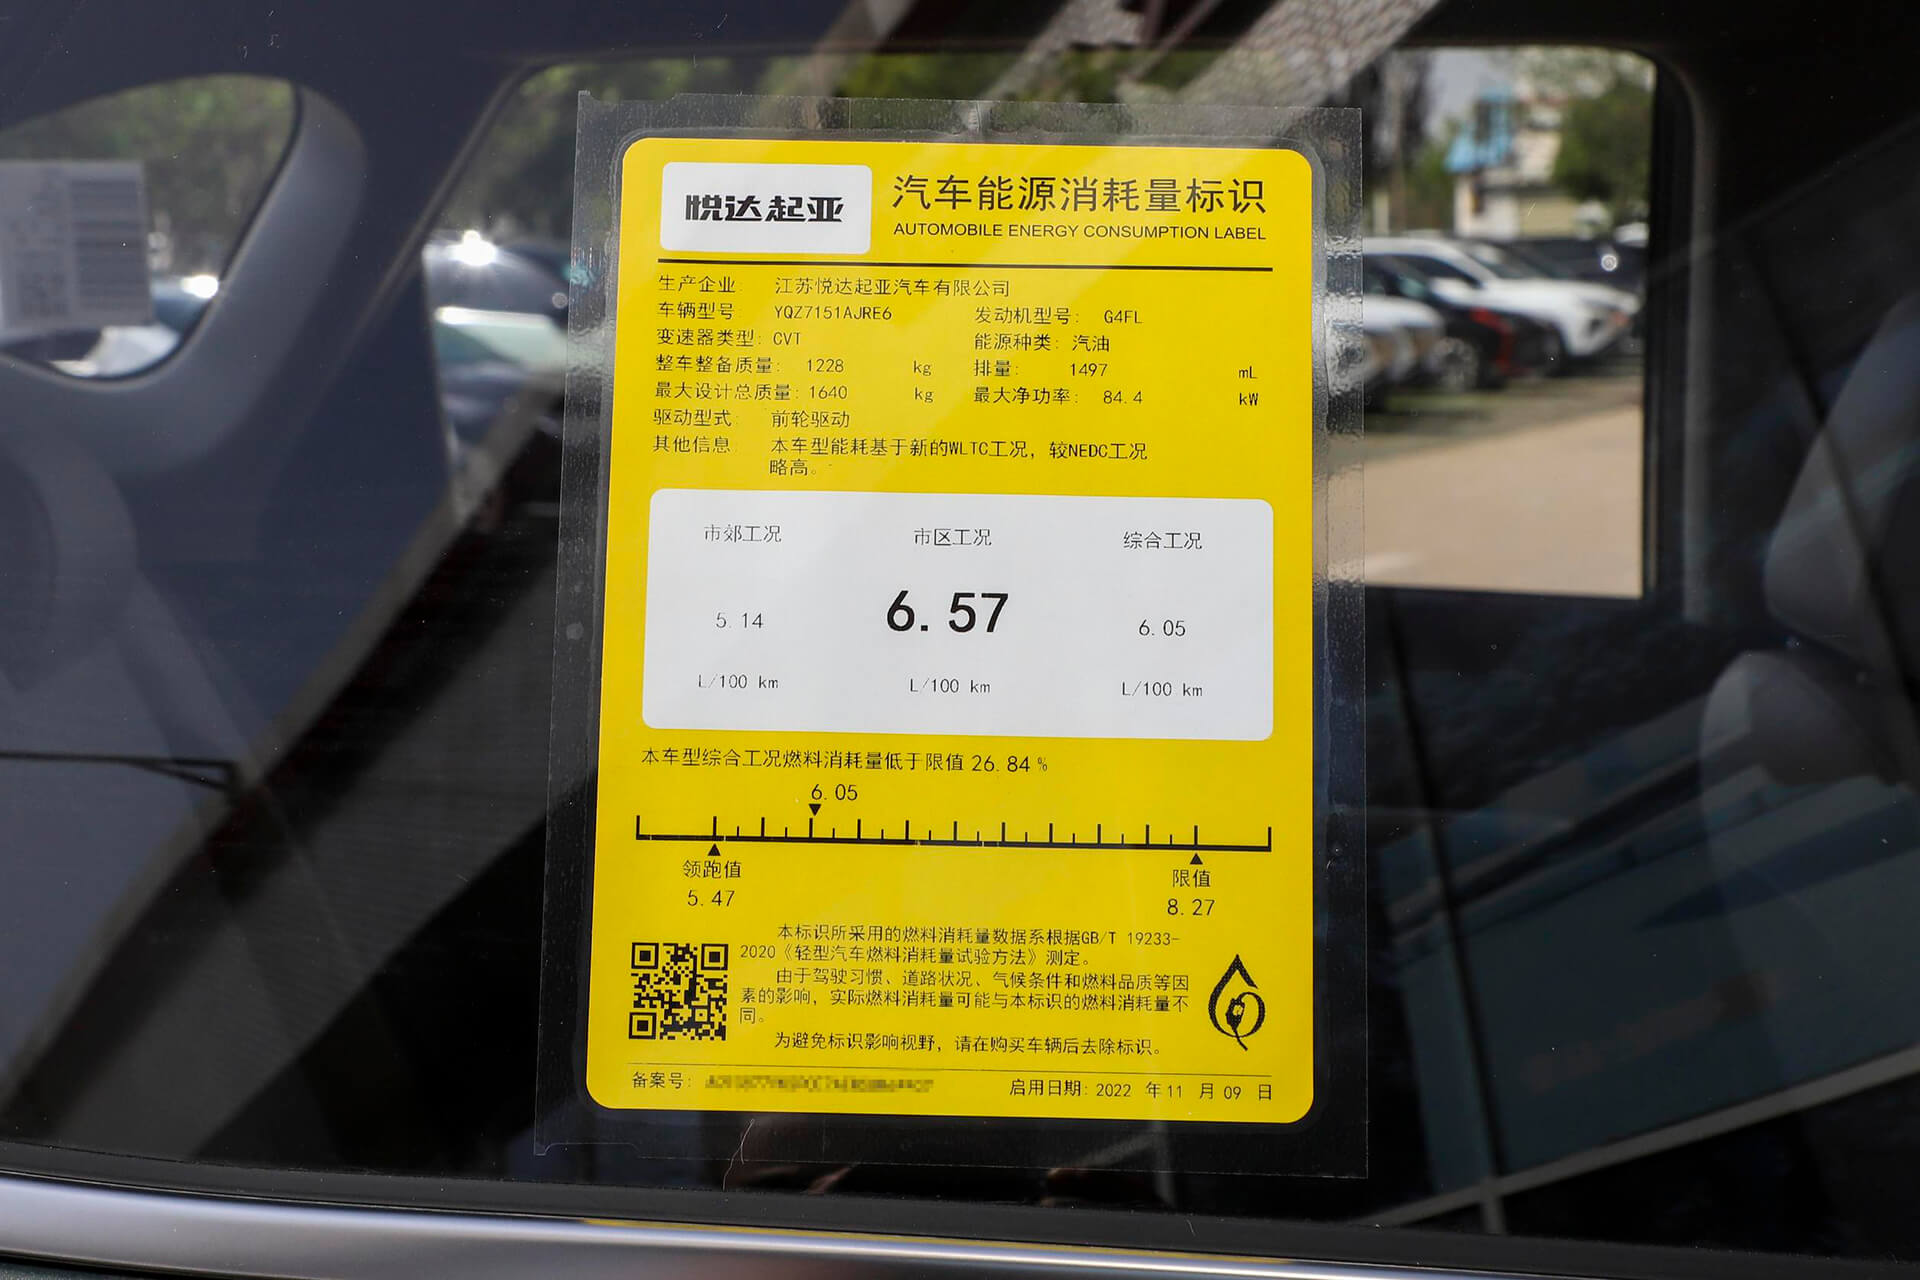 悦达起亚
汽车能源消耗量标识
AUTOMOBILE ENERGY CONSUMPTION LABEL
生产企业: 江苏悦达起亚汽车有限公司
车辆型号: YQZ7151AJRE6 发动机型号: G4FL
变速器类型: CVT 能源种类: 汽油
整车整备质量: 1228 kg 排量: 1497 mL
最大设计总质量: 1640 kg 最大净功率: 84.4 kW
驱动型式: 前轮驱动
其他信息: 本车型能耗基于新的WLTC工况，较NEDC工况
略高。
市郊工况 市区工况 综合工况
5.14 6.57 6.05
L/100 km L/100 km L/100 km
本车型综合工况燃料消耗量低于限值 26.84 %
6.05
领跑值 限值
5.47 8.27
本标识所采用的燃料消耗量数据系根据GB/T 19233-
2020《轻型汽车燃料消耗量试验方法》测定。
由于驾驶习惯、道路状况、气候条件和燃料品质等因
素的影响，实际燃料消耗量可能与本标识的燃料消耗量不
同。
为避免标识影响视野，请在购买车辆后去除标识。
备案号: 启用日期: 2022 年 11 月 09 日